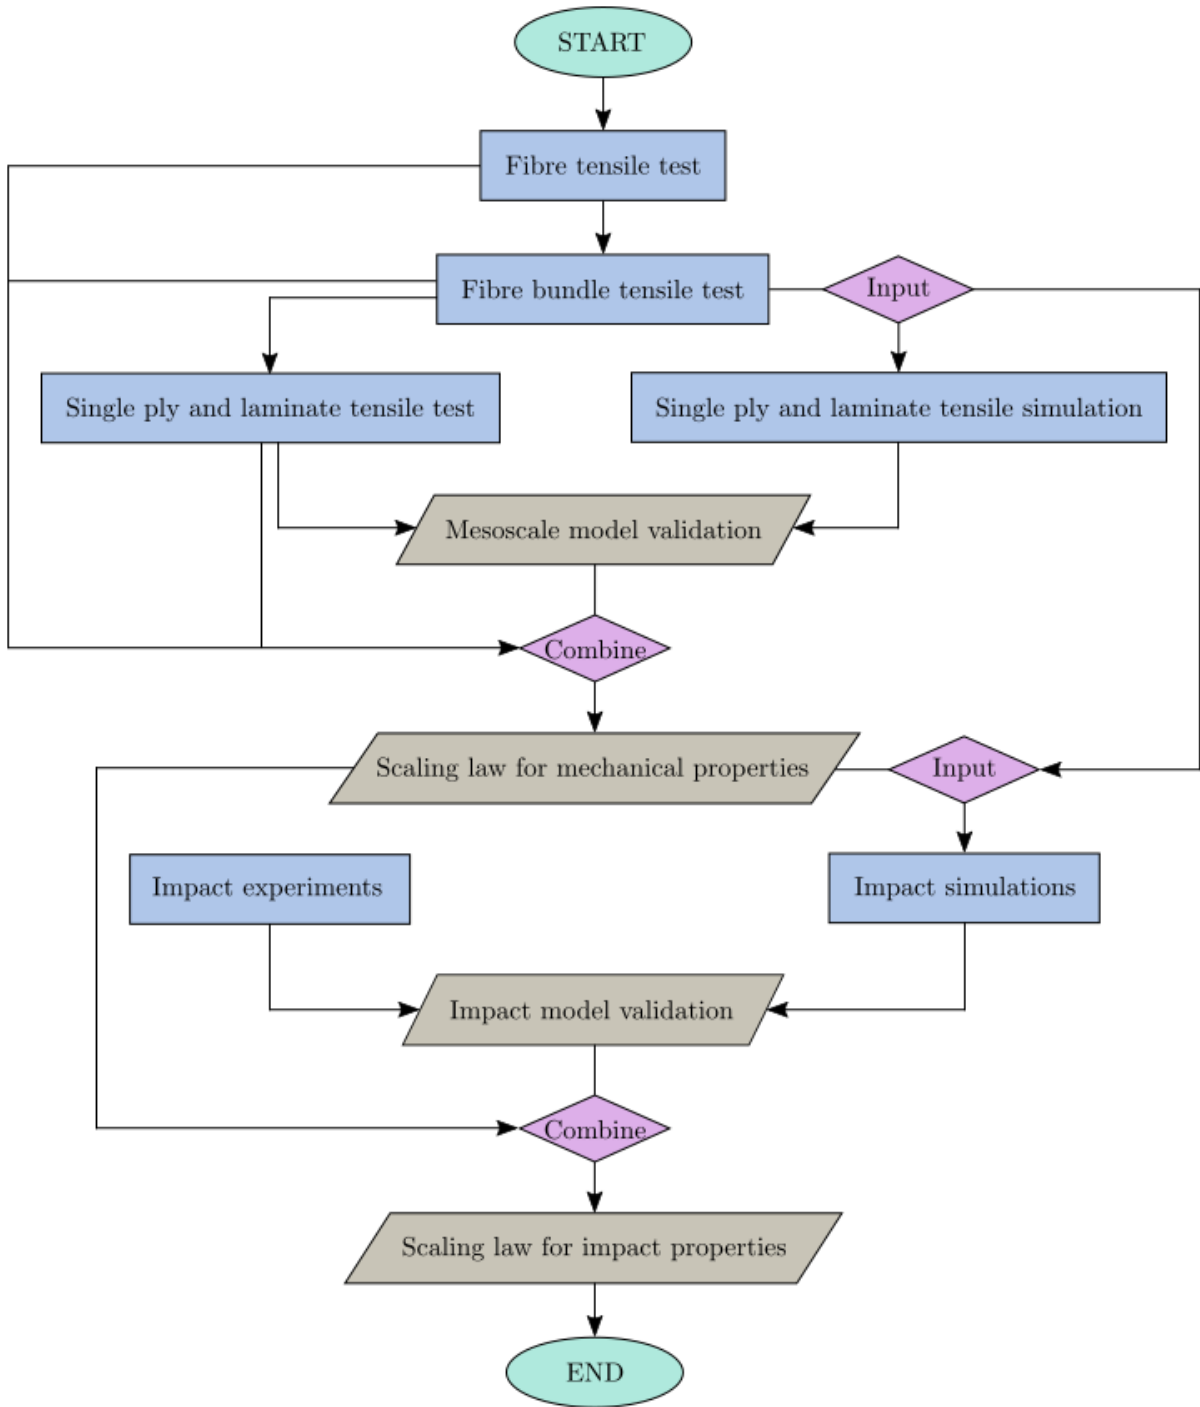 START
Fibre tensile test
Fibre bundle tensile test
Input
Single ply and laminate tensile test
Single ply and laminate tensile simulation
Mesoscale model validation
Combine
Scaling law for mechanical properties
Input
Impact experiments
Impact simulations
Impact model validation
Combine
Scaling law for impact properties
END